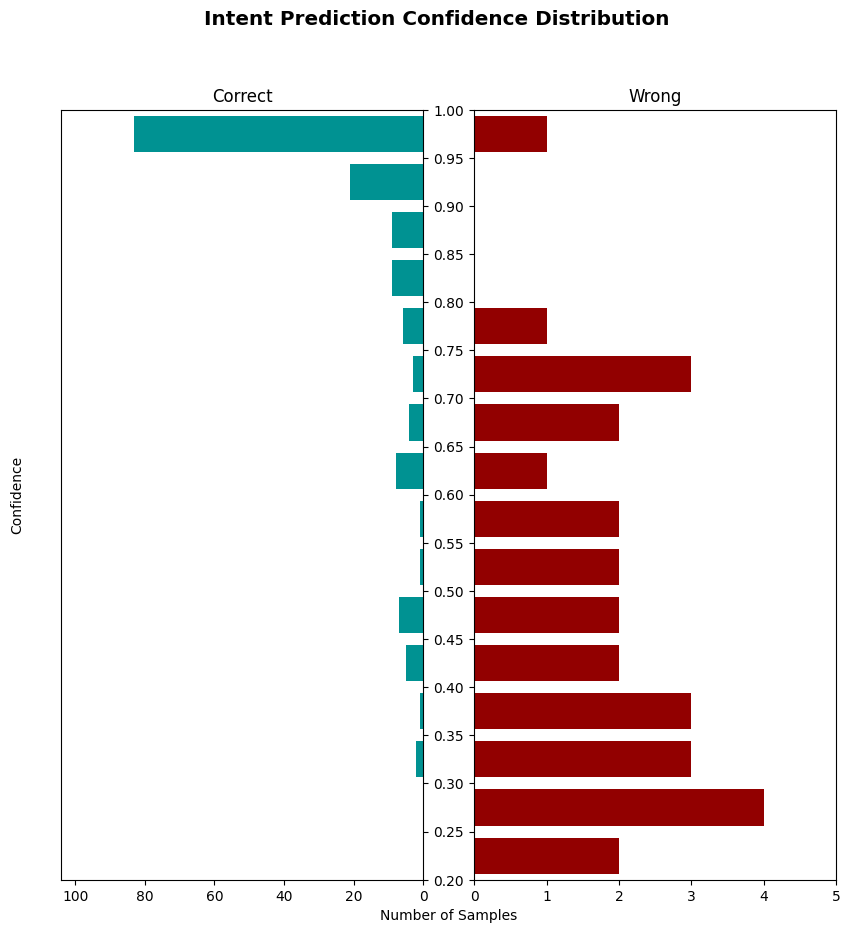 Intent Prediction Confidence Distribution
Correct
Wrong
1.00
0.95
0.90
0.85
0.80
0.75
0.70
0.65
0.60
0.55
0.50
0.45
0.40
0.35
0.30
0.25
0.20
Confidence
100 80 60 40 20 0
0 1 2 3 4 5
Number of Samples